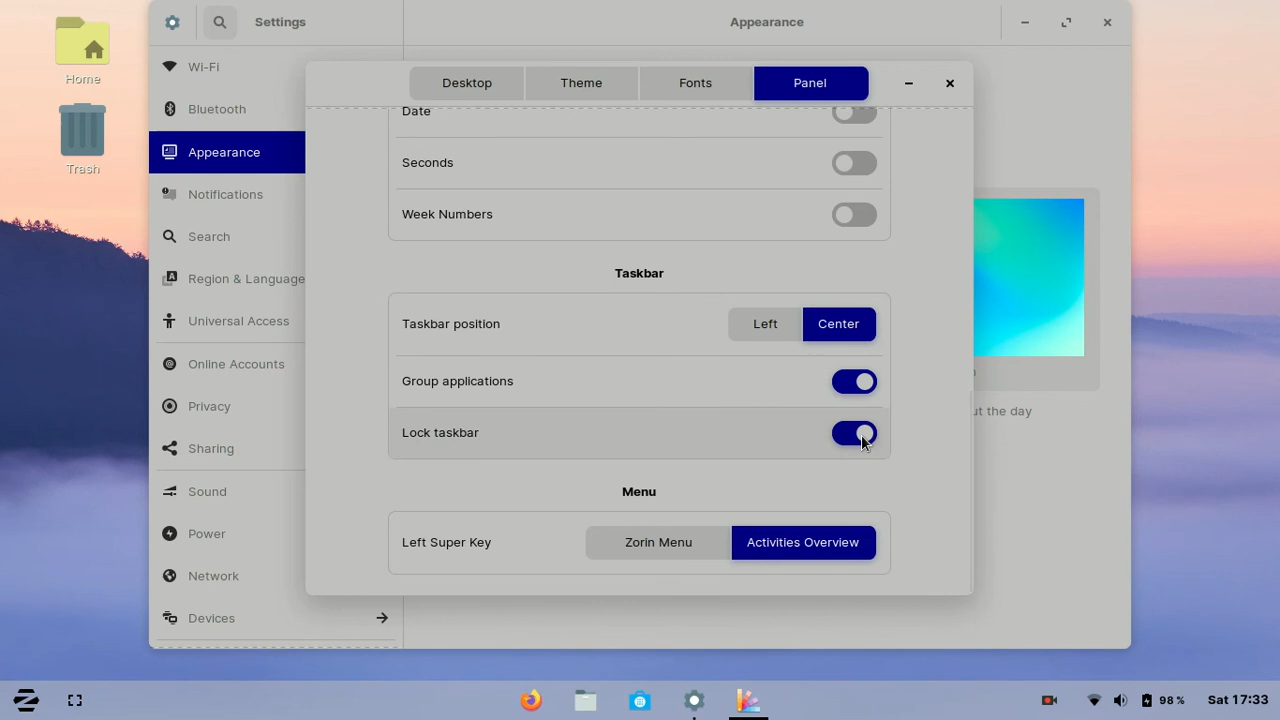 Settings
Appearance
Home
Trash
Wi-Fi
Bluetooth
Appearance
Notifications
Search
Region & Language
Universal Access
Online Accounts
Privacy
Sharing
Sound
Power
Network
Devices
Desktop
Theme
Fonts
Panel
Date
Seconds
Week Numbers
Taskbar
Taskbar position
Left
Center
Group applications
Lock taskbar
Menu
Left Super Key
Zorin Menu
Activities Overview
ut the day
98 %
Sat 17:33